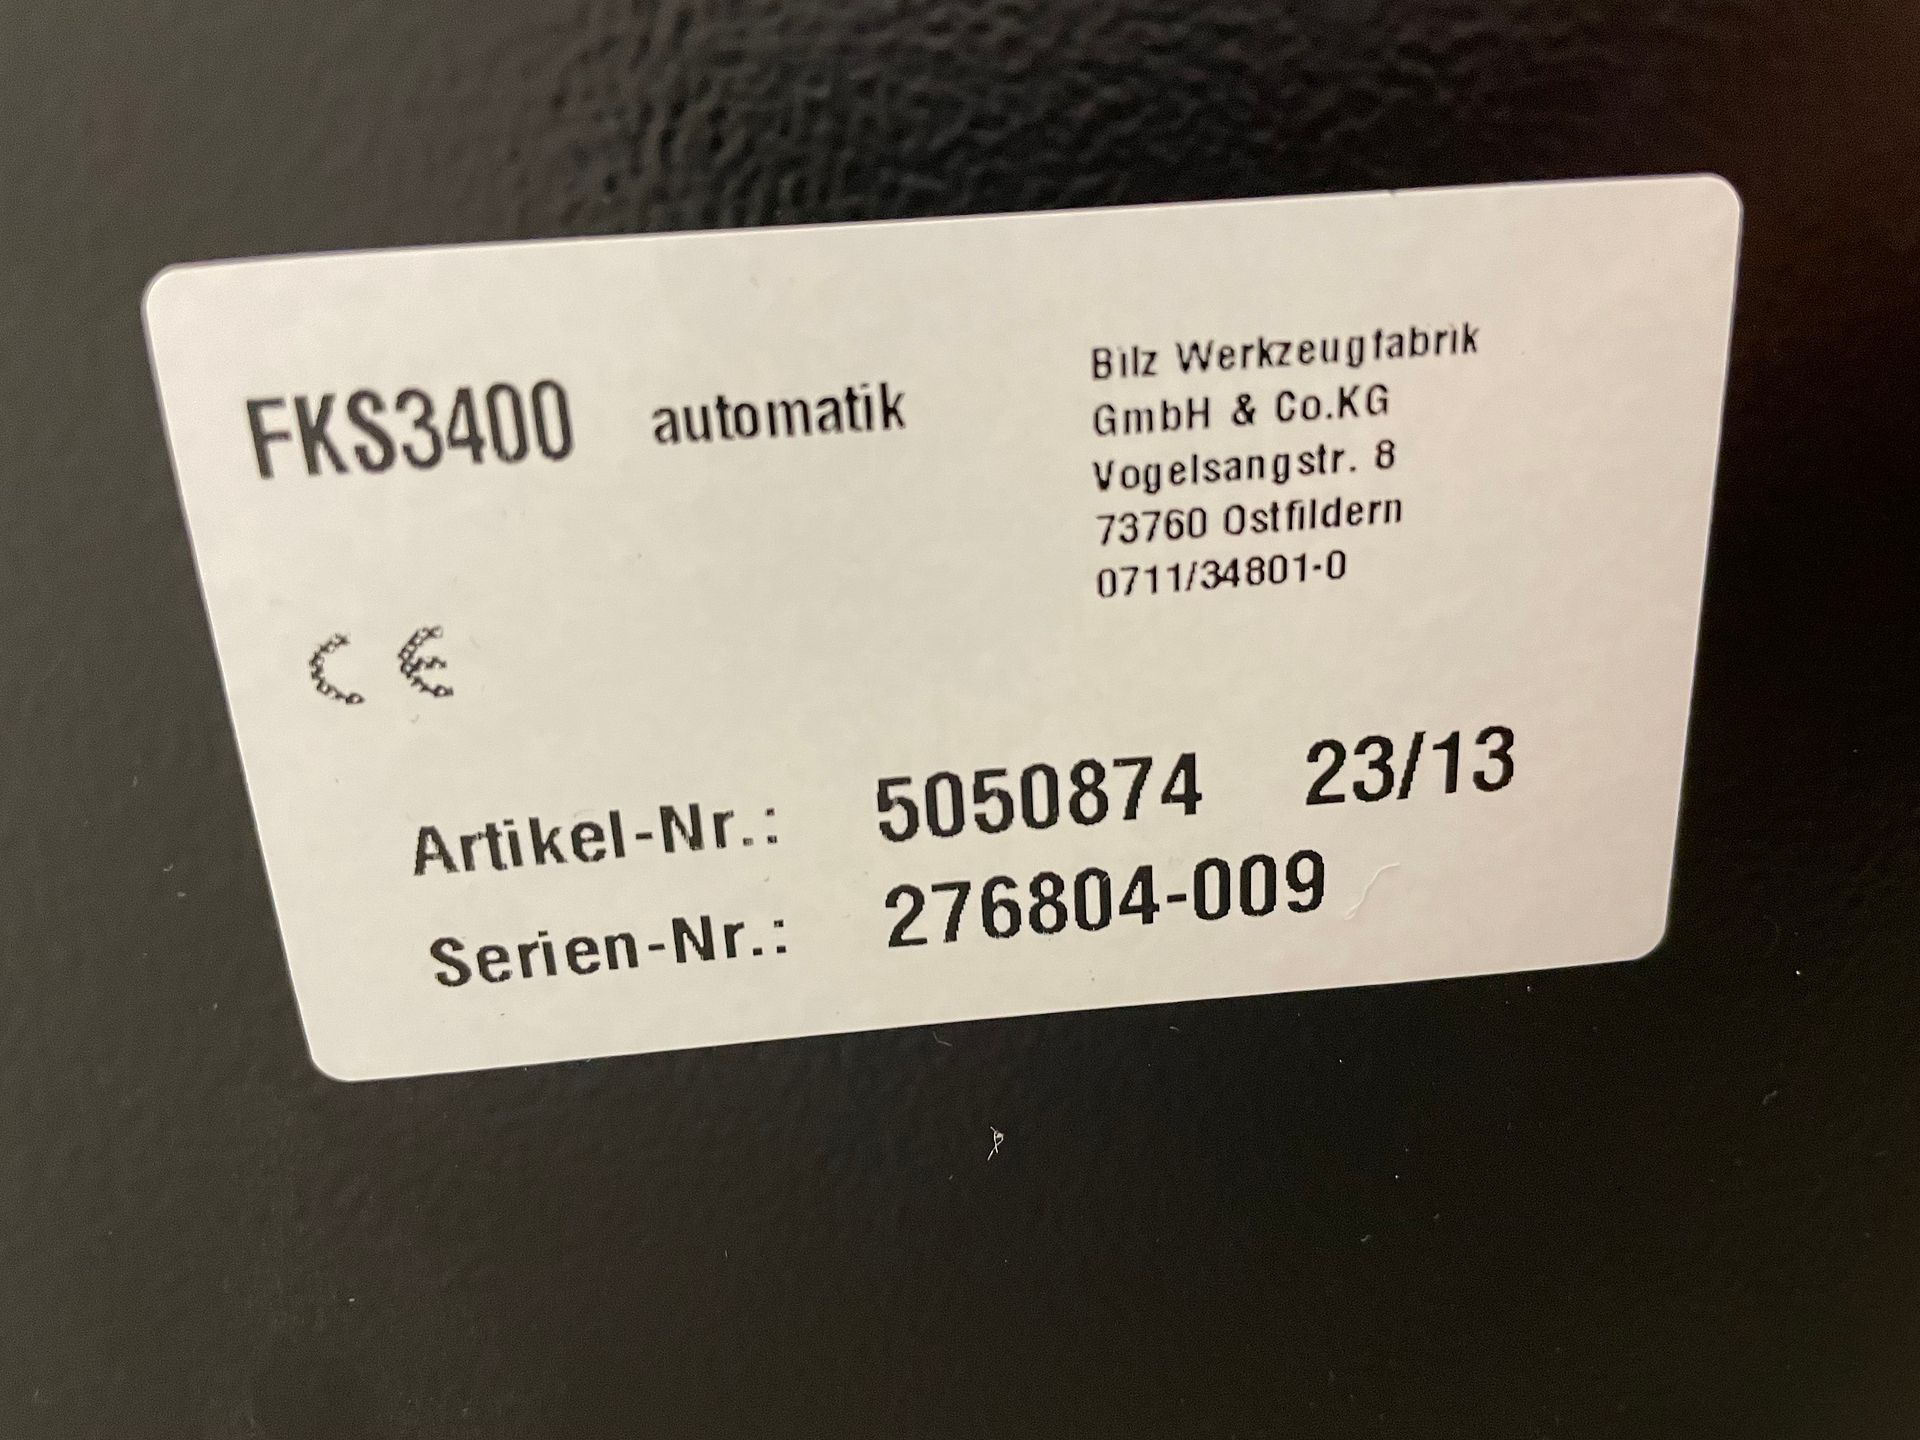 FKS3400 automatik
Bilz Werkzeugfabrik
GmbH & Co.KG
Vogelsangstr. 8
73760 Ostfildern
0711/34801-0
CE
Artikel-Nr.: 5050874 23/13
Serien-Nr.: 276804-009